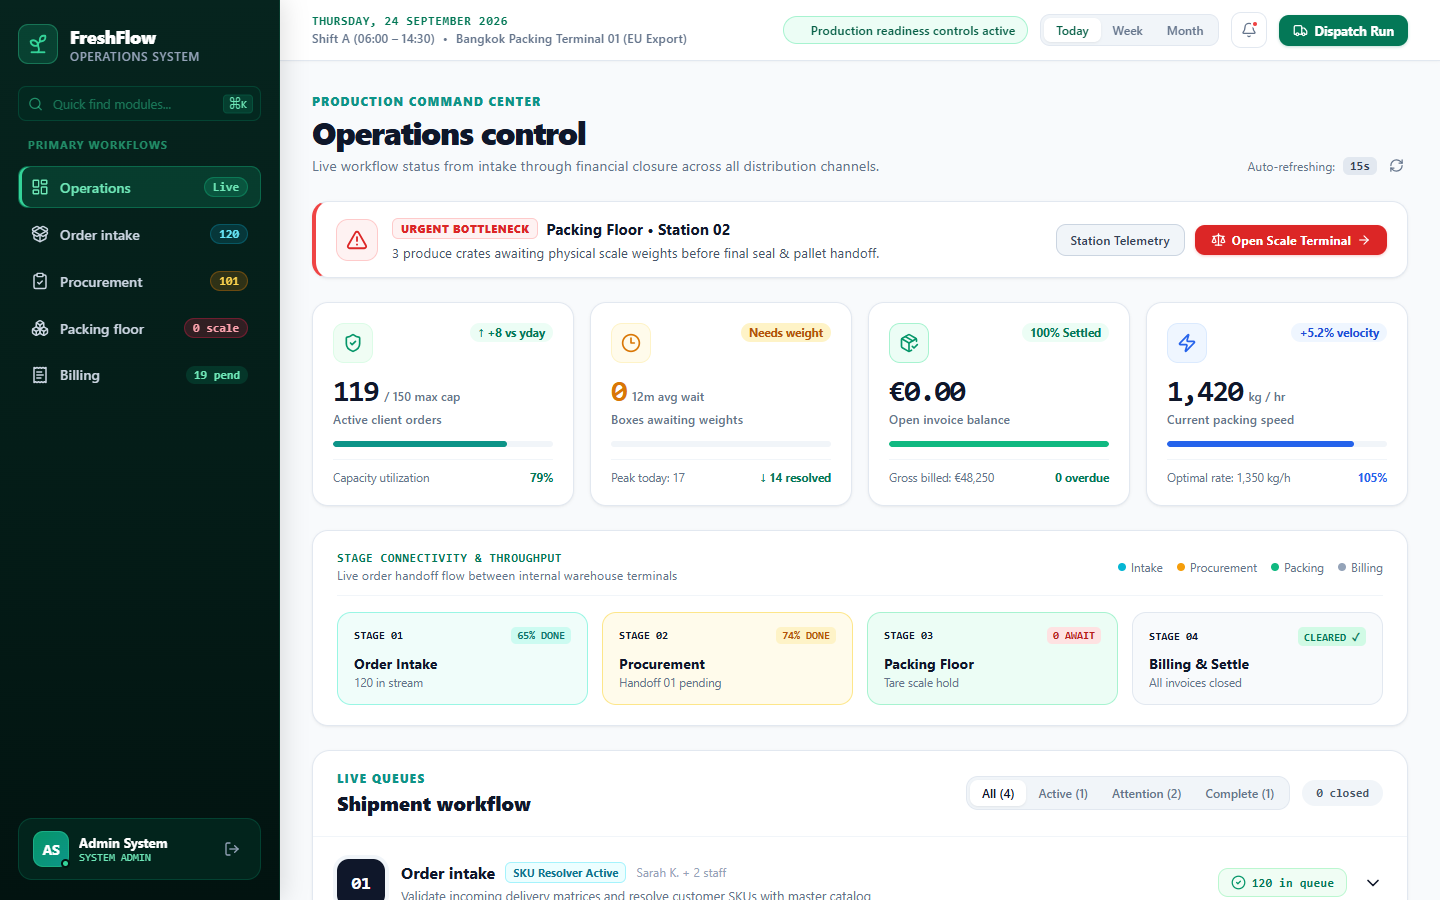 FreshFlow
OPERATIONS SYSTEM
Quick find modules...
⌘K
PRIMARY WORKFLOWS
Operations
Live
Order intake
120
Procurement
101
Packing floor
0 scale
Billing
19 pend
AS
Admin System
SYSTEM ADMIN
THURSDAY, 24 SEPTEMBER 2026
Shift A (06:00 – 14:30) • Bangkok Packing Terminal 01 (EU Export)
Production readiness controls active
Today
Week
Month
Dispatch Run
PRODUCTION COMMAND CENTER
Operations control
Live workflow status from intake through financial closure across all distribution channels.
Auto-refreshing: 15s
URGENT BOTTLENECK
Packing Floor • Station 02
3 produce crates awaiting physical scale weights before final seal & pallet handoff.
Station Telemetry
Open Scale Terminal →
↑ +8 vs yday
119 / 150 max cap
Active client orders
Capacity utilization
79%
Needs weight
0 12m avg wait
Boxes awaiting weights
Peak today: 17
↓ 14 resolved
100% Settled
€0.00
Open invoice balance
Gross billed: €48,250
0 overdue
+5.2% velocity
1,420 kg / hr
Current packing speed
Optimal rate: 1,350 kg/h
105%
STAGE CONNECTIVITY & THROUGHPUT
Live order handoff flow between internal warehouse terminals
Intake
Procurement
Packing
Billing
STAGE 01
65% DONE
Order Intake
120 in stream
STAGE 02
74% DONE
Procurement
Handoff 01 pending
STAGE 03
0 AWAIT
Packing Floor
Tare scale hold
STAGE 04
CLEARED ✓
Billing & Settle
All invoices closed
LIVE QUEUES
Shipment workflow
All (4)
Active (1)
Attention (2)
Complete (1)
0 closed
01
Order intake
SKU Resolver Active
Sarah K. + 2 staff
Validate incoming delivery matrices and resolve customer SKUs with master catalog
120 in queue